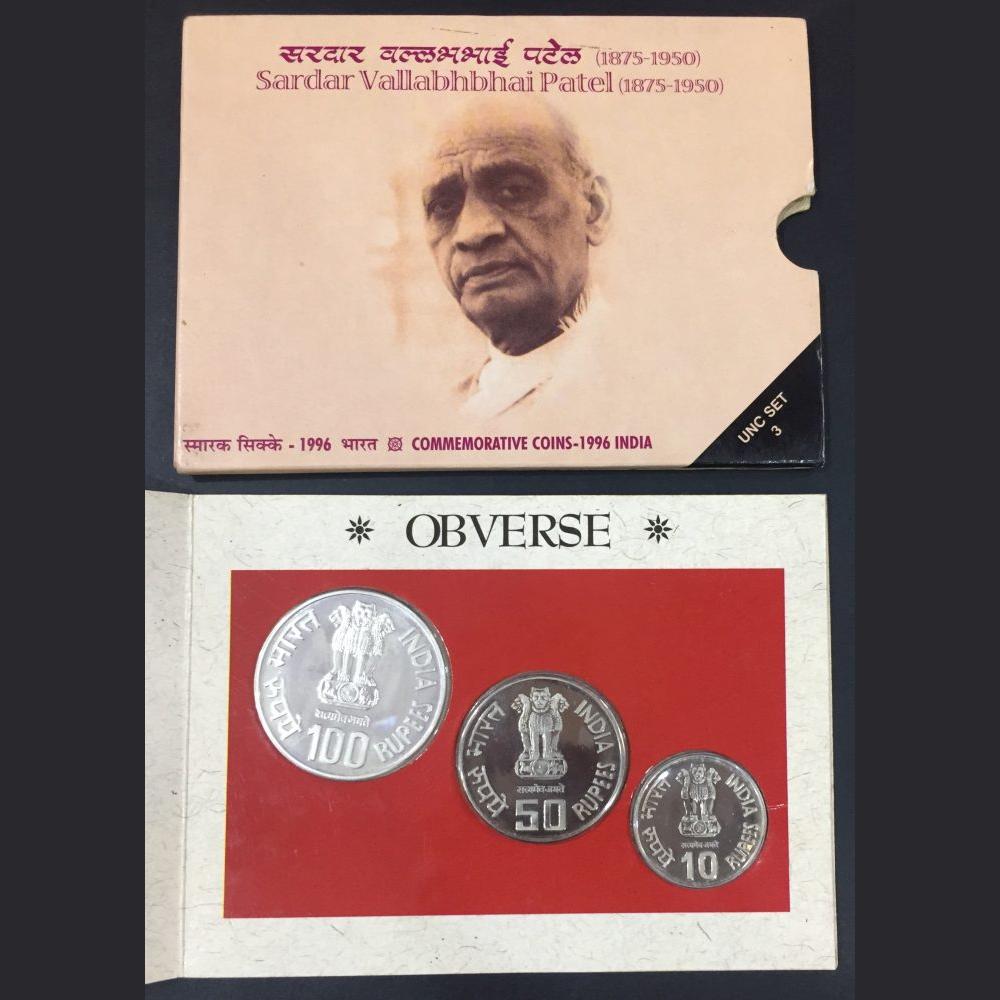 सरदार वल्लभभाई पटेल (1875-1950)
Sardar Vallabhbhai Patel (1875-1950)
UNC SET
3
स्मारक सिक्के - 1996 भारत COMMEMORATIVE COINS-1996 INDIA
OBVERSE
भारत INDIA
रूपये RUPEES
सत्यमेव जयते
100
भारत INDIA
रूपये RUPEES
सत्यमेव जयते
50
भारत INDIA
रूपये RUPEES
सत्यमेव जयते
10